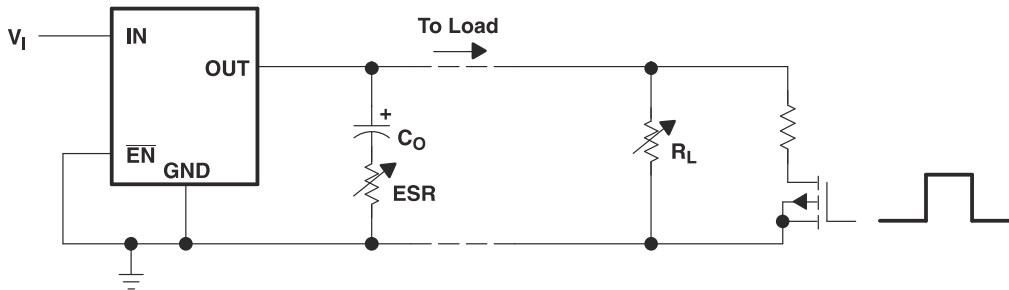 To Load
V_I
IN
OUT
+
C_O
EN
GND
ESR
R_L